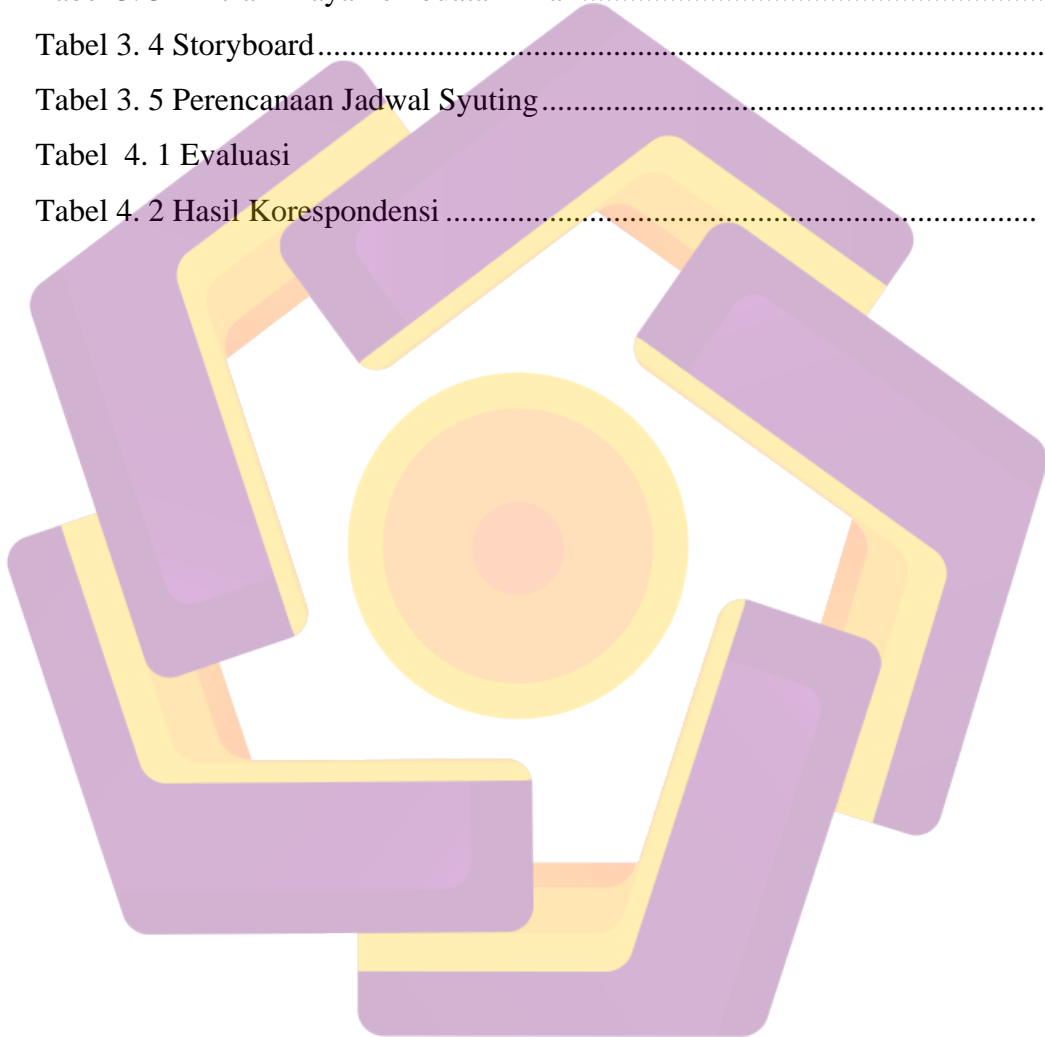 Tabel 3. 4 Storyboard
Tabel 3. 5 Perencanaan Jadwal Syuting
Tabel  4. 1 Evaluasi
Tabel 4. 2 Hasil Korespondensi